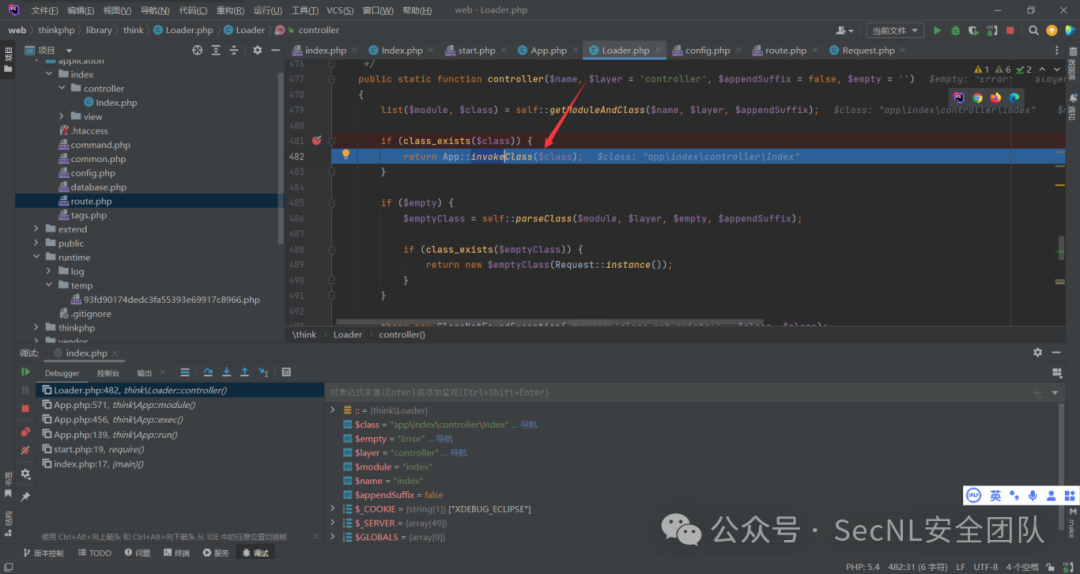 文件(F) 编辑(E) 视图(V) 导航(N) 代码(C) 重构(R) 运行(U) 工具(T) VCS(S) 窗口(W) 帮助(H) web - Loader.php
web thinkphp library think Loader.php Loader controller 当前文件
项目
index.php Index.php start.php App.php Loader.php config.php route.php Request.php
application
index
controller
Index.php
view
.htaccess
command.php
common.php
config.php
database.php
route.php
tags.php
extend
public
runtime
log
temp
93fd90174dedc3fa55393e69917c8966.php
.gitignore
thinkphp
vendor
1 6 2
476 */
477 public static function controller($name, $layer = 'controller', $appendSuffix = false, $empty = '') $empty: "Error" $layer
478 {
479 list($module, $class) = self::getModuleAndClass($name, $layer, $appendSuffix); $class: "app\index\controller\Index"
480
481 if (class_exists($class)) {
482 return App::invokeClass($class); $class: "app\index\controller\Index"
483 }
484
485 if ($empty) {
486 $emptyClass = self::parseClass($module, $layer, $empty, $appendSuffix);
487
488 if (class_exists($emptyClass)) {
489 return new $emptyClass(Request::instance());
490 }
491 }
492
\think Loader controller()
调试: index.php
Debugger 控制台 输出
Loader.php:482, think\Loader::controller()
App.php:571, think\App::module()
App.php:456, think\App::exec()
App.php:139, think\App::run()
start.php:19, require()
index.php:17, {main}()
使用 Ctrl+Alt+向上箭头 和 Ctrl+Alt+向下箭头 从 IDE 中的任意位置切换帧
对表达式求值(Enter)或添加监视(Ctrl+Shift+Enter)
:: = {think\Loader}
$class = "app\index\controller\Index" ... 导航
$empty = "Error" ... 导航
$layer = "controller" ... 导航
$module = "index"
$name = "index"
$appendSuffix = false
$_COOKIE = {string[1]} ["XDEBUG_ECLIPSE"]
$_SERVER = {array[49]}
$GLOBALS = {array[9]}
英
公众号 · SecNL安全团队
书签
结构
make
版本控制 TODO 问题 终端 服务 调试
PHP: 5.4 482:31 (6 字符) LF UTF-8 4 个空格